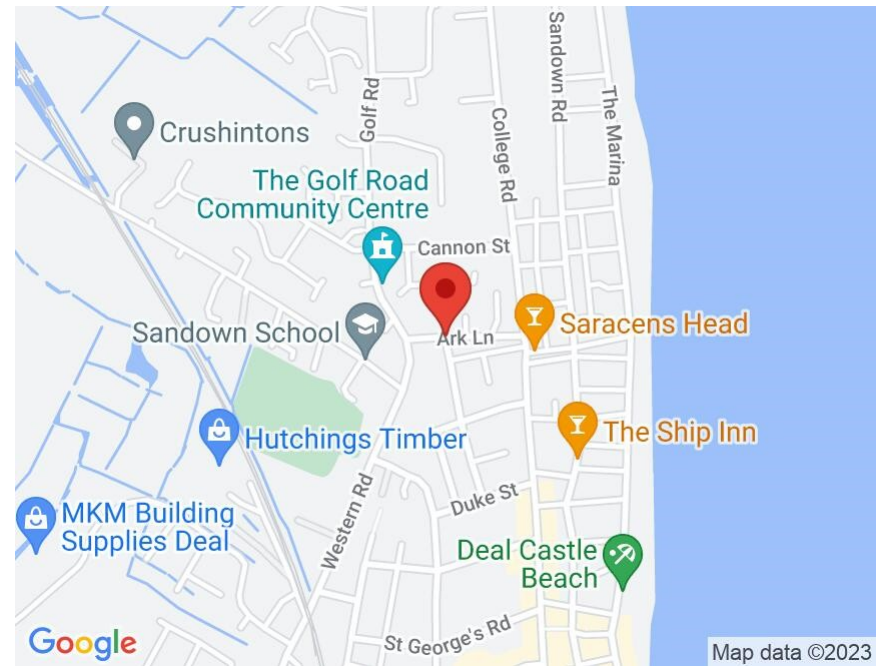 Sandown Rd
The Marina
Golf Rd
College Rd
Crushintons
The Golf Road
Community Centre
Cannon St
Sandown School
Ark Ln
Saracens Head
Hutchings Timber
The Ship Inn
Western Rd
Duke St
MKM Building
Supplies Deal
Deal Castle
Beach
St George's Rd
Google
Map data ©2023